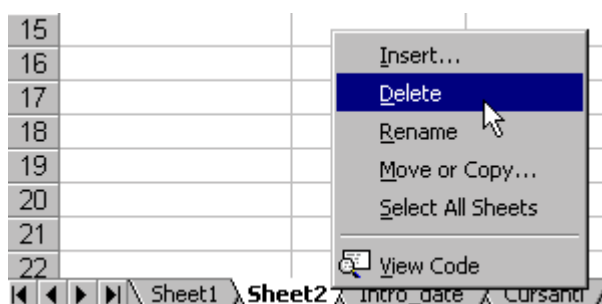 15
16
17
18
19
20
21
22
Insert...
Delete
Rename
Move or Copy...
Select All Sheets
View Code
Sheet1 Sheet2 Intro_date Cursanti